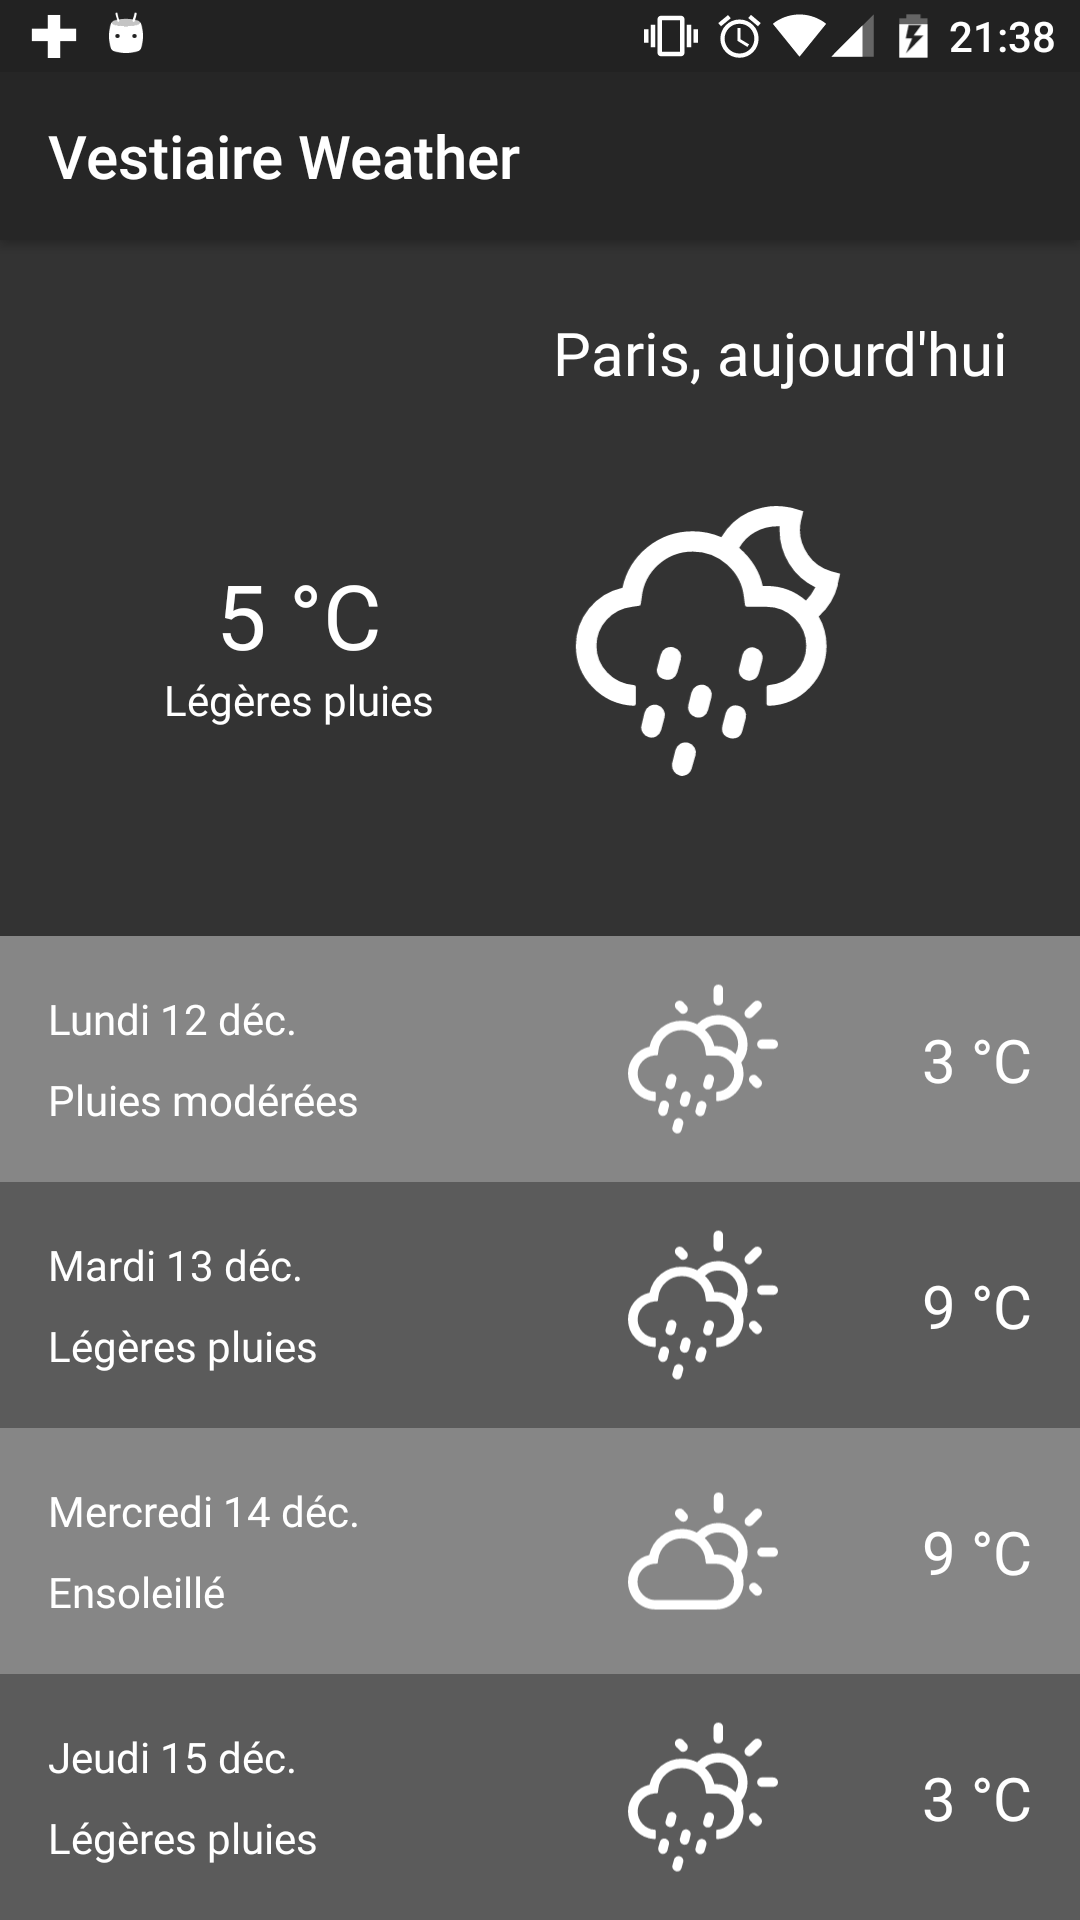 21:38
Vestiaire Weather
Paris, aujourd'hui
5 °C
Légères pluies
Lundi 12 déc.
Pluies modérées
3 °C
Mardi 13 déc.
Légères pluies
9 °C
Mercredi 14 déc.
Ensoleillé
9 °C
Jeudi 15 déc.
Légères pluies
3 °C